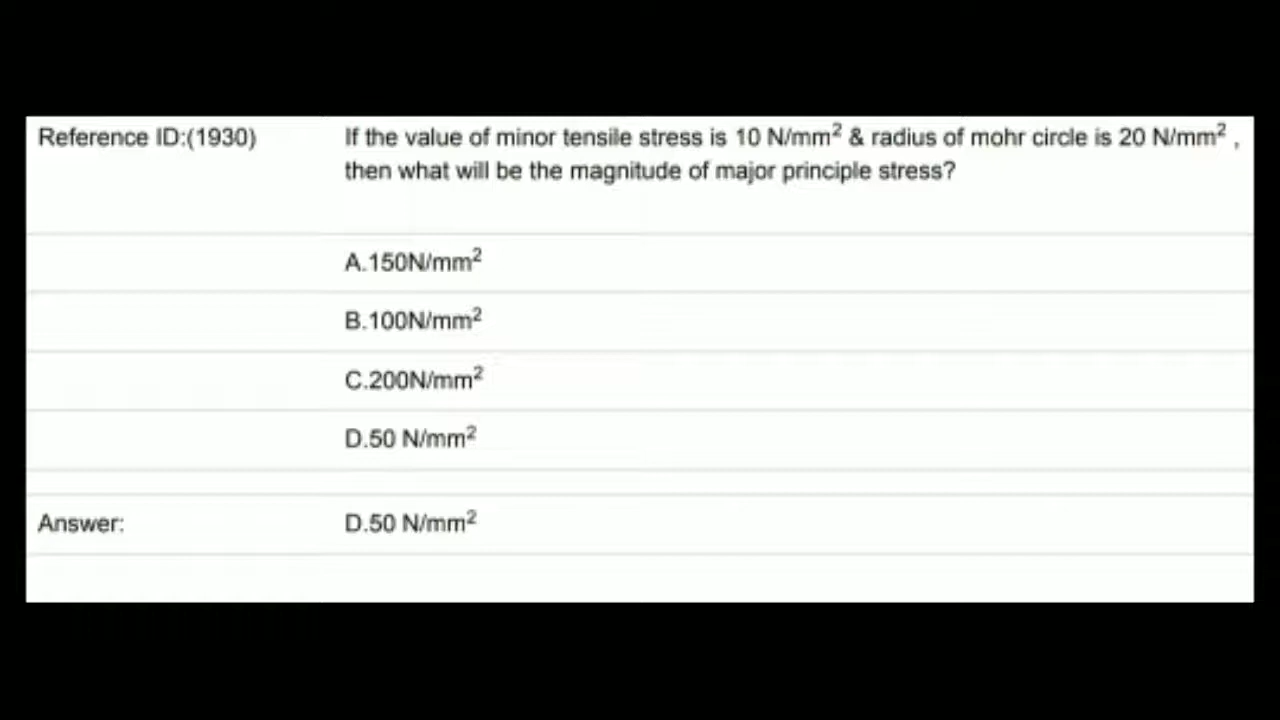 Reference ID:(1930) If the value of minor tensile stress is 10 N/mm² & radius of mohr circle is 20 N/mm² ,
then what will be the magnitude of major principle stress?
A.150N/mm²
B.100N/mm²
C.200N/mm²
D.50 N/mm²
Answer: D.50 N/mm²